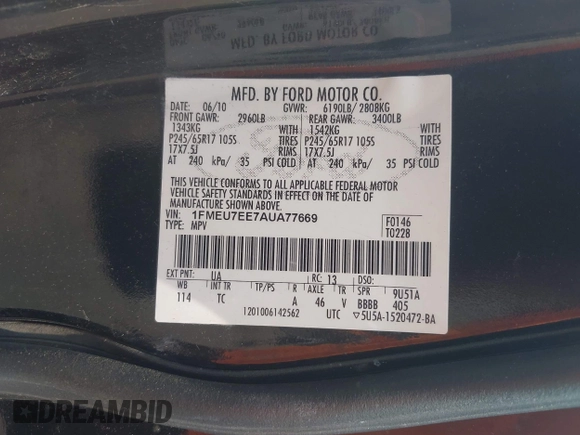 MFD. BY FORD MOTOR CO.
DATE: 06/10 GVWR: 6190LB/ 2808KG
FRONT GAWR: 2960LB REAR GAWR: 3400LB
1343KG WITH 1542KG WITH
P245/65R17 105S TIRES P245/65R17 105S TIRES
17X7.5J RIMS 17X7.5J RIMS
AT 240 kPa/ 35 PSI COLD AT 240 kPa/ 35 PSI COLD
THIS VEHICLE CONFORMS TO ALL APPLICABLE FEDERAL MOTOR
VEHICLE SAFETY STANDARDS IN EFFECT ON THE DATE OF
MANUFACTURE SHOWN ABOVE.
VIN: 1FMEU7EE7AUA77669 F0146
TYPE: MPV T022B
EXT PNT: UA RC: 13 DSO:
WB INT TR TP/PS R AXLE TR SPR 9U51A
114 TC A 46 V BBBB 405
1201006142562 UTC ▽5U5A-1520472-BA
DREAMBID